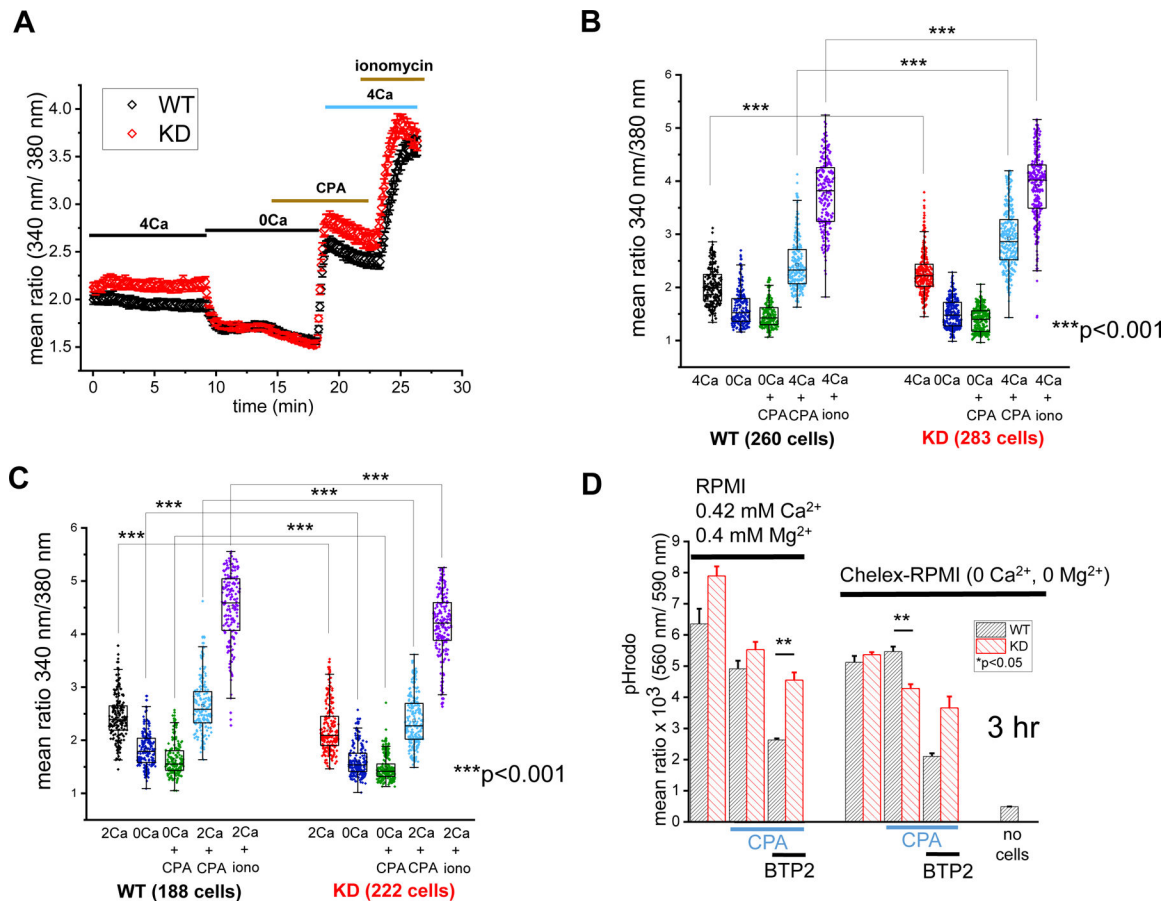 A
ionomycin
4Ca
WT
KD
CPA
4Ca
0Ca
mean ratio (340 nm/ 380 nm)
4.0
3.5
3.0
2.5
2.0
1.5
0
5
10
15
20
25
30
time (min)
B
***
***
***
mean ratio 340 nm/380 nm
6
5
4
3
2
1
***p<0.001
4Ca 0Ca 0Ca 4Ca 4Ca 4Ca 0Ca 0Ca 4Ca 4Ca
+ + + + + +
CPA CPA iono CPA CPA iono
WT (260 cells) KD (283 cells)
C
***
***
***
***
***
mean ratio 340 nm/380 nm
6
5
4
3
2
1
***p<0.001
2Ca 0Ca 0Ca 2Ca 2Ca 2Ca 0Ca 0Ca 2Ca 2Ca
+ + + + + +
CPA CPA iono CPA CPA iono
WT (188 cells) KD (222 cells)
D
RPMI
0.42 mM Ca²⁺
0.4 mM Mg²⁺
Chelex-RPMI (0 Ca²⁺, 0 Mg²⁺)
pHrodo
mean ratio x 10³ (560 nm/ 590 nm)
9
8
7
6
5
4
3
2
1
0
**
**
WT
KD
*p<0.05
3 hr
CPA
BTP2
CPA
BTP2
no
cells